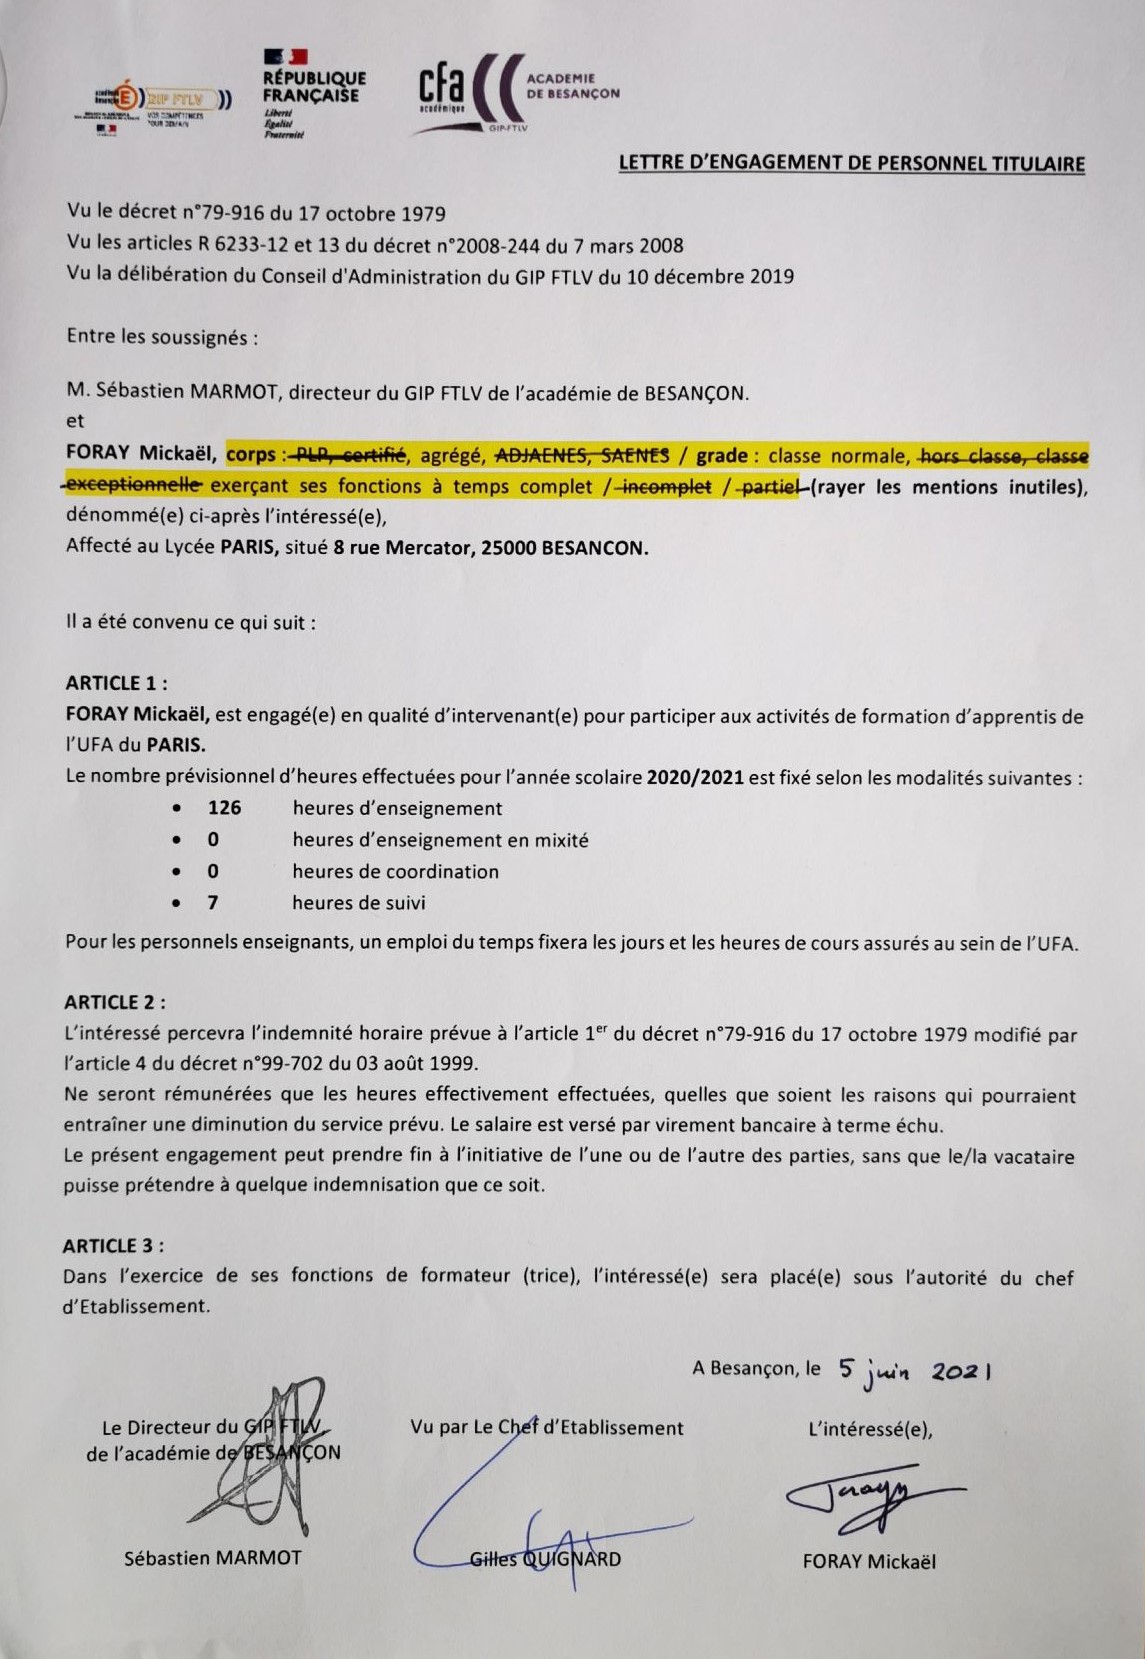 GIP FTLV
VOS COMPÉTENCES
POUR DEMAIN
RÉPUBLIQUE
FRANÇAISE
Liberté
Égalité
Fraternité
cfa
académique
ACADEMIE
DE BESANÇON
GIP-FTLV
LETTRE D'ENGAGEMENT DE PERSONNEL TITULAIRE
Vu le décret n°79-916 du 17 octobre 1979
Vu les articles R 6233-12 et 13 du décret n°2008-244 du 7 mars 2008
Vu la délibération du Conseil d'Administration du GIP FTLV du 10 décembre 2019
Entre les soussignés :
M. Sébastien MARMOT, directeur du GIP FTLV de l'académie de BESANÇON.
et
FORAY Mickaël, corps : PLP, certifié, agrégé, ADJAENES, SAENES / grade : classe normale, hors classe, classe
exceptionnelle exerçant ses fonctions à temps complet / incomplet / partiel (rayer les mentions inutiles),
dénommé(e) ci-après l'intéressé(e),
Affecté au Lycée PARIS, situé 8 rue Mercator, 25000 BESANCON.
Il a été convenu ce qui suit :
ARTICLE 1 :
FORAY Mickaël, est engagé(e) en qualité d'intervenant(e) pour participer aux activités de formation d'apprentis de
l'UFA du PARIS.
Le nombre prévisionnel d'heures effectuées pour l'année scolaire 2020/2021 est fixé selon les modalités suivantes :
• 126 heures d'enseignement
• 0 heures d'enseignement en mixité
• 0 heures de coordination
• 7 heures de suivi
Pour les personnels enseignants, un emploi du temps fixera les jours et les heures de cours assurés au sein de l'UFA.
ARTICLE 2 :
L'intéressé percevra l'indemnité horaire prévue à l'article 1er du décret n°79-916 du 17 octobre 1979 modifié par
l'article 4 du décret n°99-702 du 03 août 1999.
Ne seront rémunérées que les heures effectivement effectuées, quelles que soient les raisons qui pourraient
entraîner une diminution du service prévu. Le salaire est versé par virement bancaire à terme échu.
Le présent engagement peut prendre fin à l'initiative de l'une ou de l'autre des parties, sans que le/la vacataire
puisse prétendre à quelque indemnisation que ce soit.
ARTICLE 3 :
Dans l'exercice de ses fonctions de formateur (trice), l'intéressé(e) sera placé(e) sous l'autorité du chef
d'Etablissement.
A Besançon, le 5 juin 2021
Le Directeur du GIP FTLV
de l'académie de BESANÇON
Vu par Le Chef d'Etablissement
L'intéressé(e),
Foray
Sébastien MARMOT
Gilles QUIGNARD
FORAY Mickaël